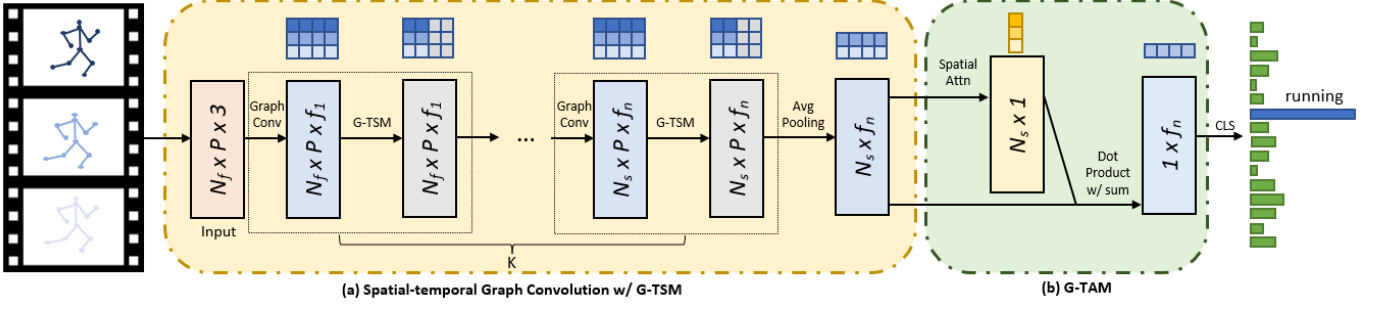 N_f x P x 3
Input
Graph
Conv
N_f x P x f_1
G-TSM
N_f x P x f_1
...
Graph
Conv
N_s x P x f_n
G-TSM
N_s x P x f_n
Avg
Pooling
N_s x f_n
K
(a) Spatial-temporal Graph Convolution w/ G-TSM
Spatial
Attn
N_s x 1
Dot
Product
w/ sum
1 x f_n
(b) G-TAM
CLS
running